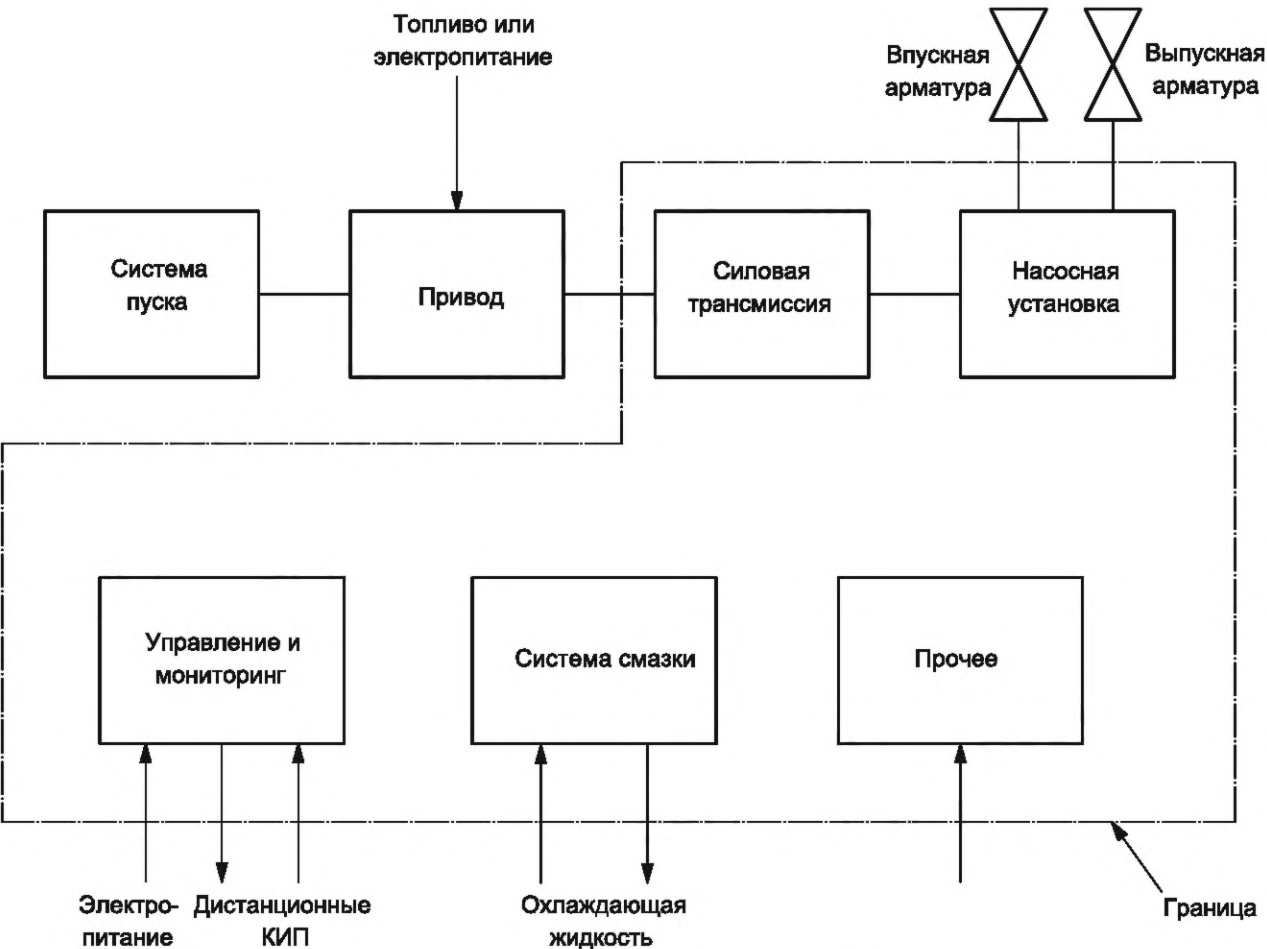 Топливо или
электропитание
Впускная
арматура
Выпускная
арматура
Система
пуска
Привод
Силовая
трансмиссия
Насосная
установка
Управление и
мониторинг
Система смазки
Прочее
Электро-
питание
Дистанционные
КИП
Охлаждающая
жидкость
Граница